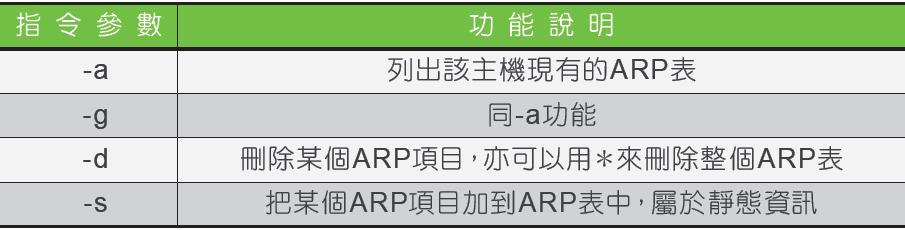 指令參數 功能說明
-a 列出該主機現有的ARP表
-g 同-a功能
-d 刪除某個ARP項目，亦可以用＊來刪除整個ARP表
-s 把某個ARP項目加到ARP表中，屬於靜態資訊